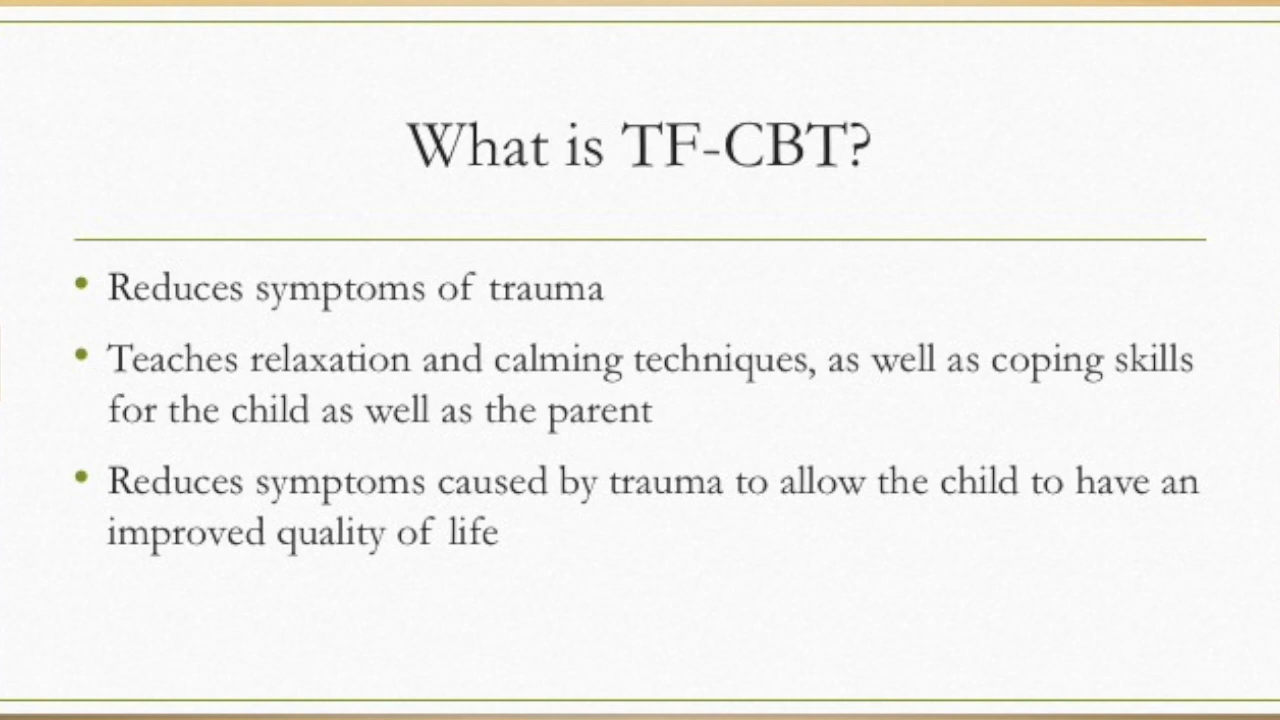 What is TF-CBT?
• Reduces symptoms of trauma
• Teaches relaxation and calming techniques, as well as coping skills
for the child as well as the parent
• Reduces symptoms caused by trauma to allow the child to have an
improved quality of life